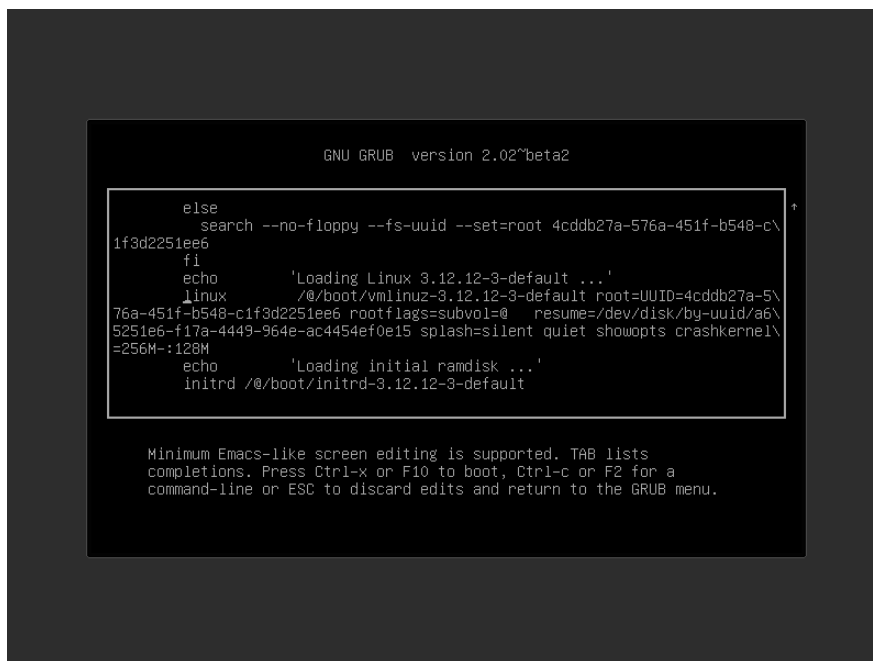 GNU GRUB version 2.02~beta2
else
search --no-floppy --fs-uuid --set=root 4cddb27a-576a-451f-b548-c\
1f3d2251ee6
fi
echo 'Loading Linux 3.12.12-3-default ...'
linux /@/boot/vmlinuz-3.12.12-3-default root=UUID=4cddb27a-5\
76a-451f-b548-c1f3d2251ee6 rootflags=subvol=@ resume=/dev/disk/by-uuid/a6\
5251e6-f17a-4449-964e-ac4454ef0e15 splash=silent quiet showopts crashkernel\
=256M-:128M
echo 'Loading initial ramdisk ...'
initrd /@/boot/initrd-3.12.12-3-default
Minimum Emacs-like screen editing is supported. TAB lists
completions. Press Ctrl-x or F10 to boot, Ctrl-c or F2 for a
command-line or ESC to discard edits and return to the GRUB menu.